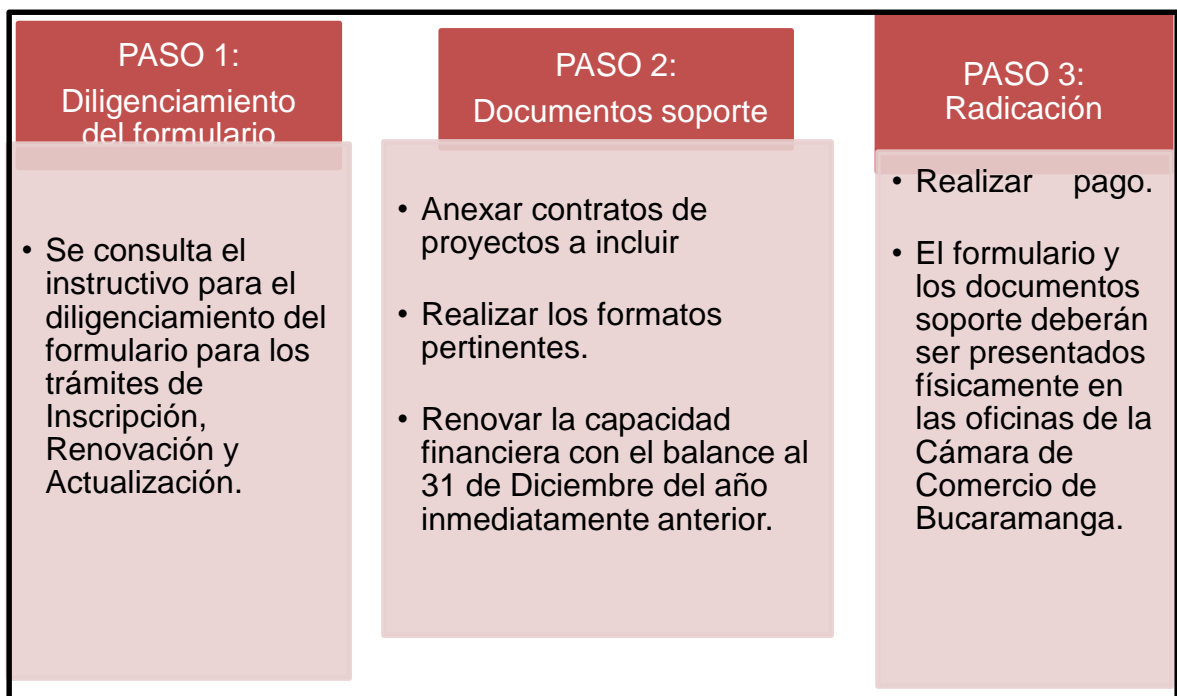 PASO 1:
Diligenciamiento
del formulario
• Se consulta el
instructivo para el
diligenciamiento del
formulario para los
trámites de
Inscripción,
Renovación y
Actualización.
PASO 2:
Documentos soporte
• Anexar contratos de
proyectos a incluir
• Realizar los formatos
pertinentes.
• Renovar la capacidad
financiera con el balance al
31 de Diciembre del año
inmediatamente anterior.
PASO 3:
Radicación
• Realizar pago.
• El formulario y
los documentos
soporte deberán
ser presentados
físicamente en
las oficinas de la
Cámara de
Comercio de
Bucaramanga.